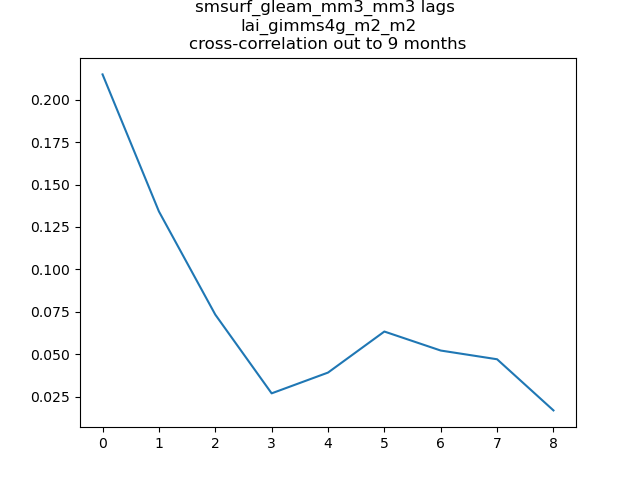 smsurf_gleam_mm3_mm3 lags
lai_gimms4g_m2_m2
cross-correlation out to 9 months
0.200
0.175
0.150
0.125
0.100
0.075
0.050
0.025
0 1 2 3 4 5 6 7 8